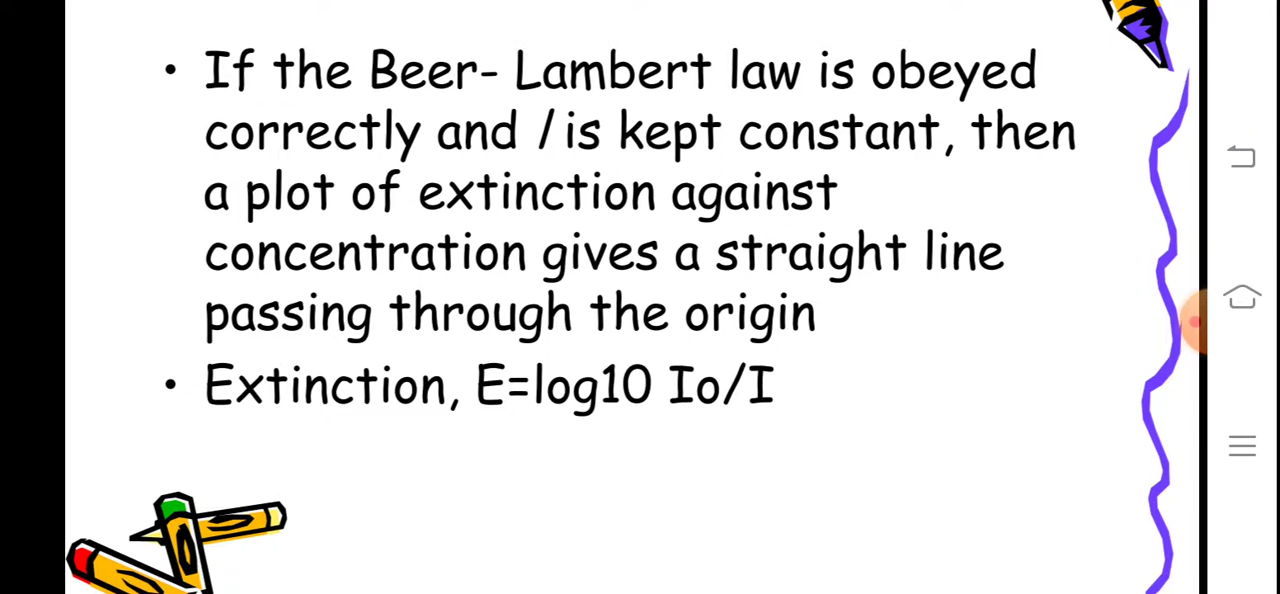 • If the Beer- Lambert law is obeyed
correctly and l is kept constant, then
a plot of extinction against
concentration gives a straight line
passing through the origin
• Extinction, E=log10 Io/I